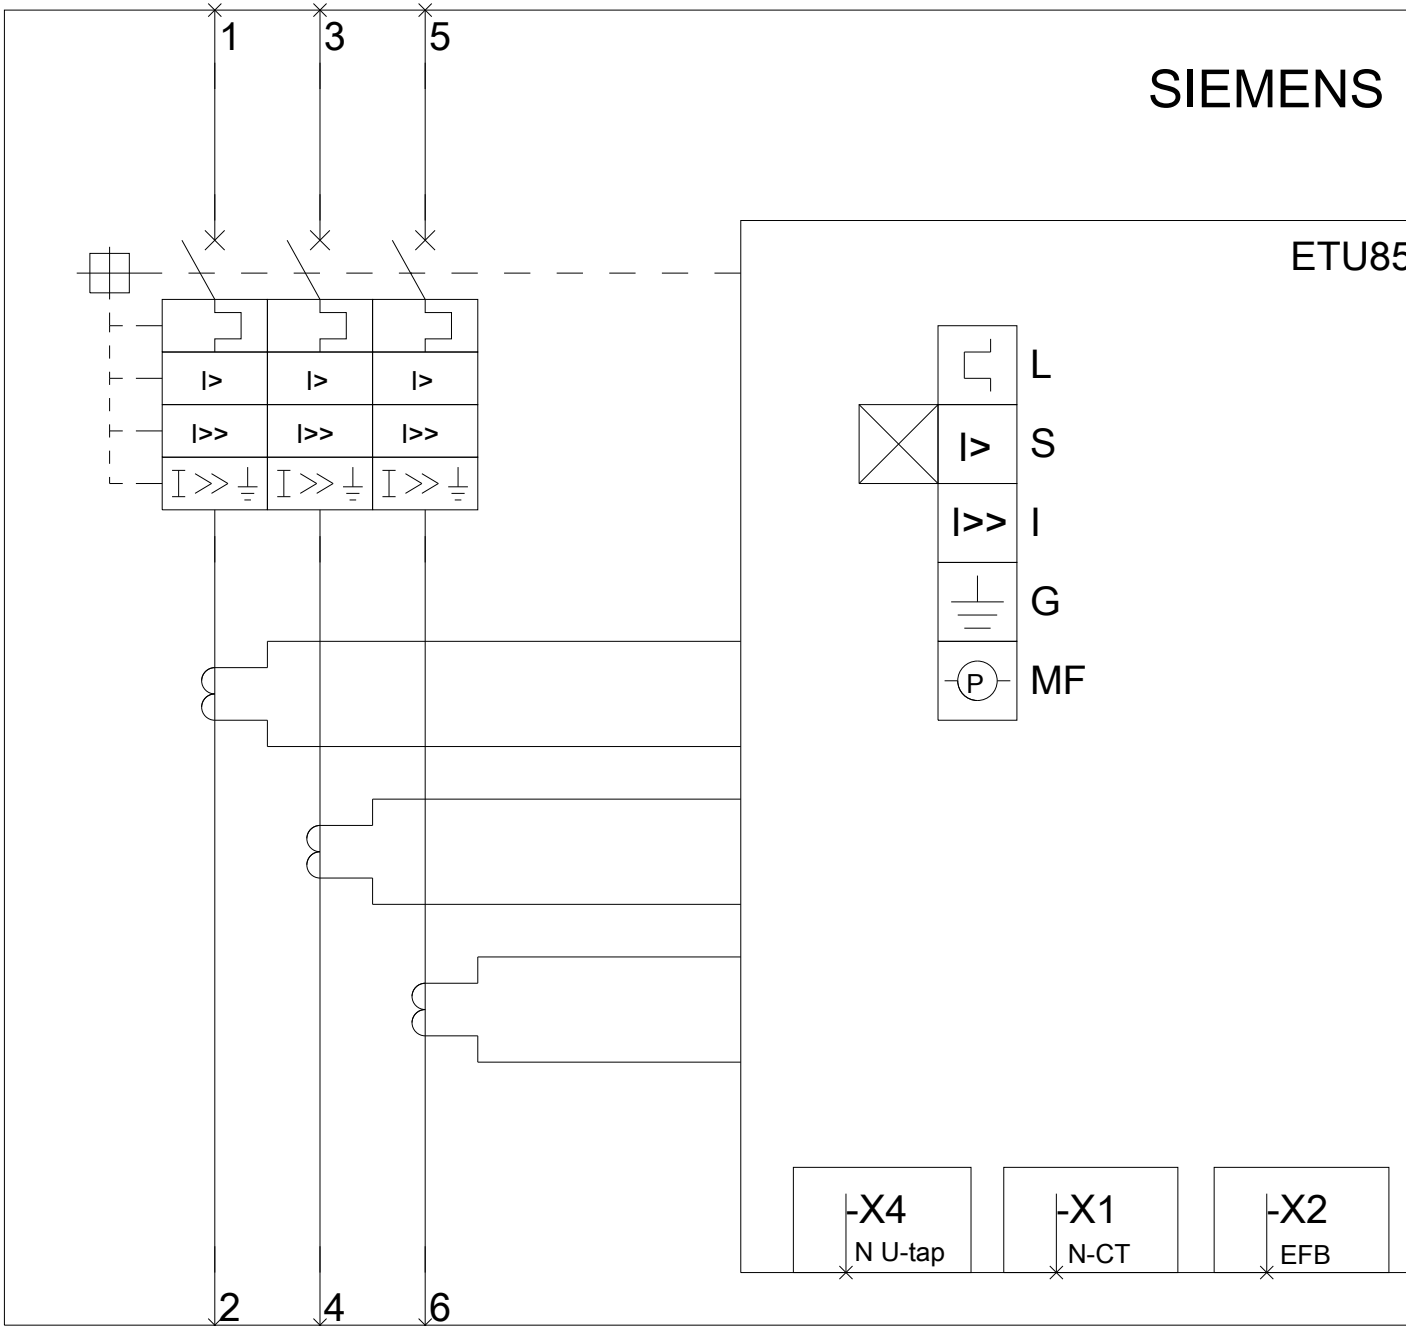 1 3 5
SIEMENS
ETU85
I> I> I>
I>> I>> I>>
I>> I>> I>>
L
I> S
I>> I
G
P MF
-X4
N U-tap
-X1
N-CT
-X2
EFB
2 4 6